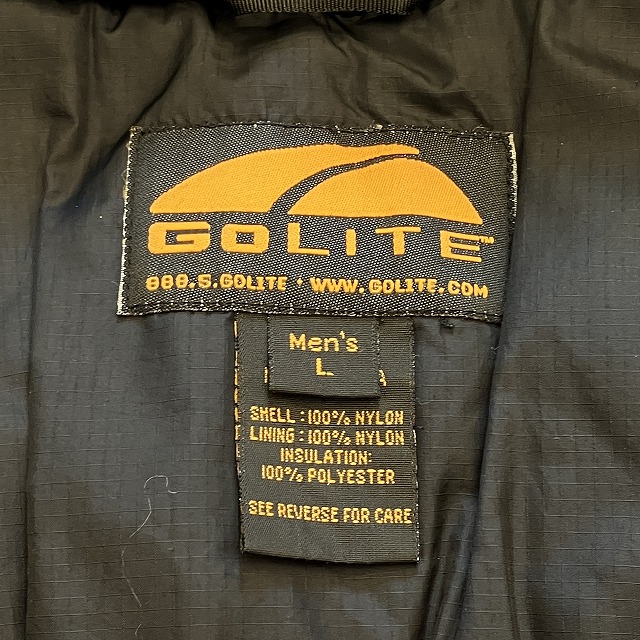 GOLITE™
888.5.GOLITE · WWW.GOLITE.COM
Men's
L
SHELL : 100% NYLON
LINING : 100% NYLON
INSULATION:
100% POLYESTER
SEE REVERSE FOR CARE